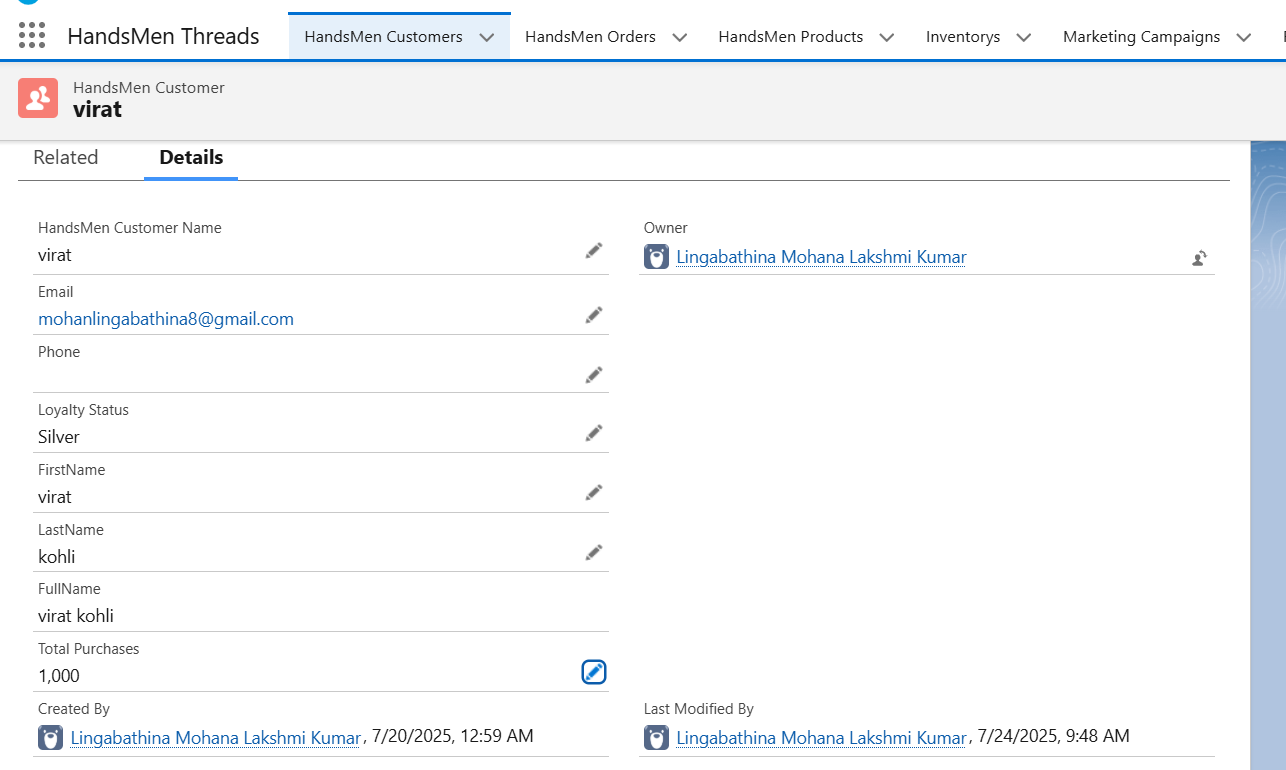 HandsMen Threads
HandsMen Customers
HandsMen Orders
HandsMen Products
Inventorys
Marketing Campaigns
HandsMen Customer
virat
Related
Details
HandsMen Customer Name
virat
Owner
Lingabathina Mohana Lakshmi Kumar
Email
mohanlingabathina8@gmail.com
Phone
Loyalty Status
Silver
FirstName
virat
LastName
kohli
FullName
virat kohli
Total Purchases
1,000
Created By
Lingabathina Mohana Lakshmi Kumar, 7/20/2025, 12:59 AM
Last Modified By
Lingabathina Mohana Lakshmi Kumar, 7/24/2025, 9:48 AM